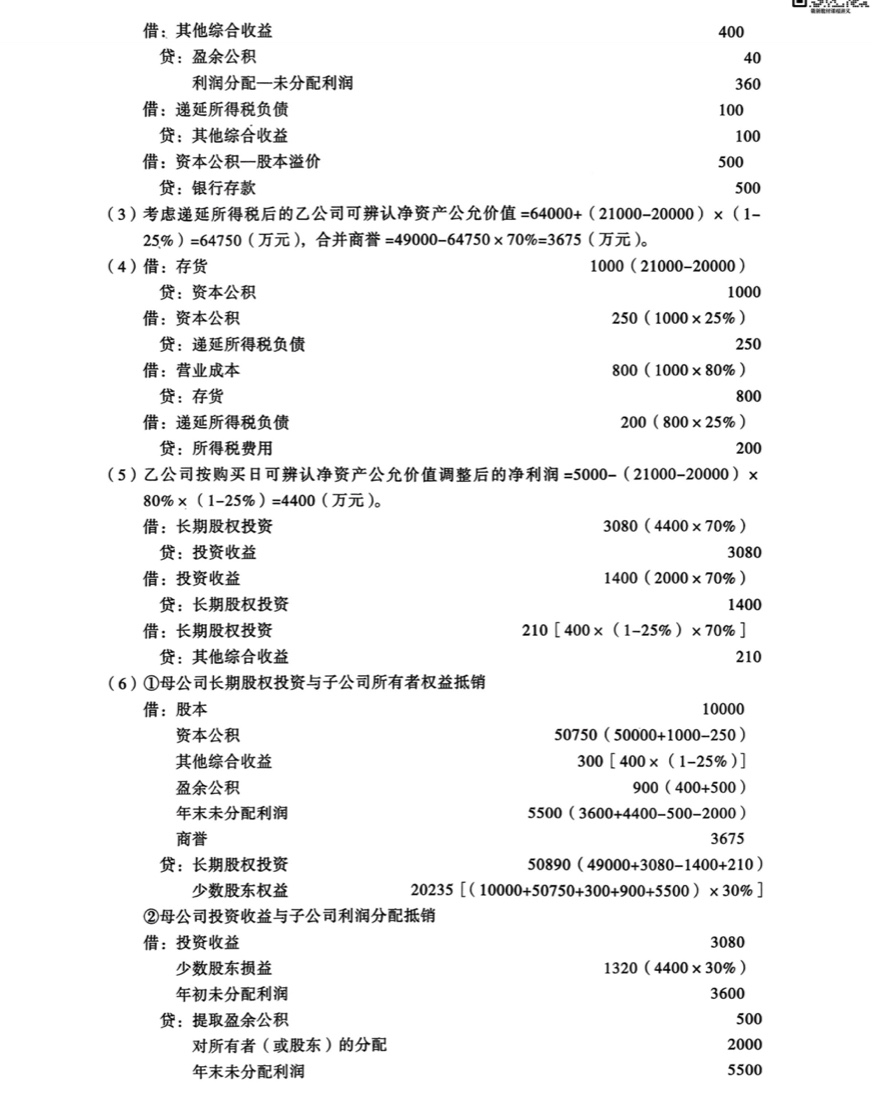 借：其他综合收益 400
贷：盈余公积 40
利润分配—未分配利润 360
借：递延所得税负债 100
贷：其他综合收益 100
借：资本公积—股本溢价 500
贷：银行存款 500
（3）考虑递延所得税后的乙公司可辨认净资产公允价值=64000+（21000-20000）×（1-
25%）=64750（万元），合并商誉=49000-64750×70%=3675（万元）。
（4）借：存货 1000（21000-20000）
贷：资本公积 1000
借：资本公积 250（1000×25%）
贷：递延所得税负债 250
借：营业成本 800（1000×80%）
贷：存货 800
借：递延所得税负债 200（800×25%）
贷：所得税费用 200
（5）乙公司按购买日可辨认净资产公允价值调整后的净利润=5000-（21000-20000）×
80%×（1-25%）=4400（万元）。
借：长期股权投资 3080（4400×70%）
贷：投资收益 3080
借：投资收益 1400（2000×70%）
贷：长期股权投资 1400
借：长期股权投资 210［400×（1-25%）×70%］
贷：其他综合收益 210
（6）①母公司长期股权投资与子公司所有者权益抵销
借：股本 10000
资本公积 50750（50000+1000-250）
其他综合收益 300［400×（1-25%）］
盈余公积 900（400+500）
年末未分配利润 5500（3600+4400-500-2000）
商誉 3675
贷：长期股权投资 50890（49000+3080-1400+210）
少数股东权益 20235［（10000+50750+300+900+5500）×30%］
②母公司投资收益与子公司利润分配抵销
借：投资收益 3080
少数股东损益 1320（4400×30%）
年初未分配利润 3600
贷：提取盈余公积 500
对所有者（或股东）的分配 2000
年末未分配利润 5500